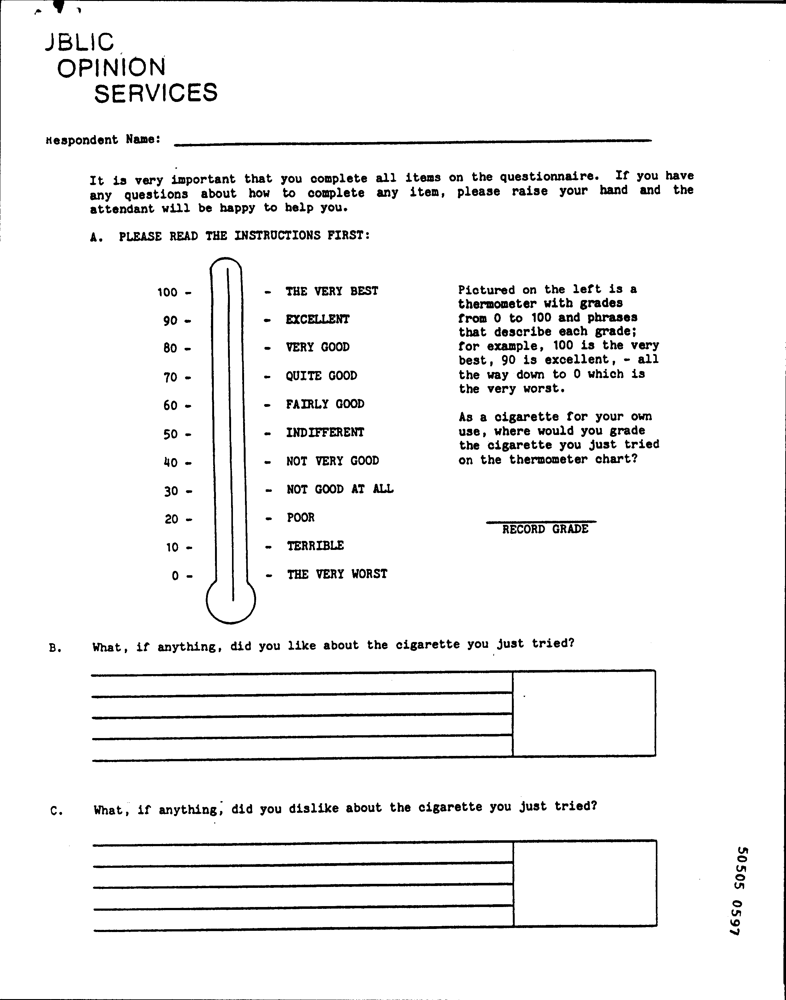 JBLIC
OPINION
SERVICES
Respondent Name:
It is very important that you complete all items on the questionnaire. If you have
any questions about how to complete any item, please raise your hand and the
attendant will be happy to help you.
A. PLEASE READ THE INSTRUCTIONS FIRST:
100 - - THE VERY BEST
90 - - EXCELLENT
80 - - VERY GOOD
70 - - QUITE GOOD
60 - - FAIRLY GOOD
50 - - INDIFFERENT
40 - - NOT VERY GOOD
30 - - NOT GOOD AT ALL
20 - - POOR
10 - - TERRIBLE
0 - - THE VERY WORST
Pictured on the left is a
thermometer with grades
from 0 to 100 and phrases
that describe each grade;
for example, 100 is the very
best, 90 is excellent, - all
the way down to 0 which is
the very worst.
As a cigarette for your own
use, where would you grade
the cigarette you just tried
on the thermometer chart?
RECORD GRADE
B. What, if anything, did you like about the cigarette you just tried?
C. What, if anything, did you dislike about the cigarette you just tried?
50505 0597